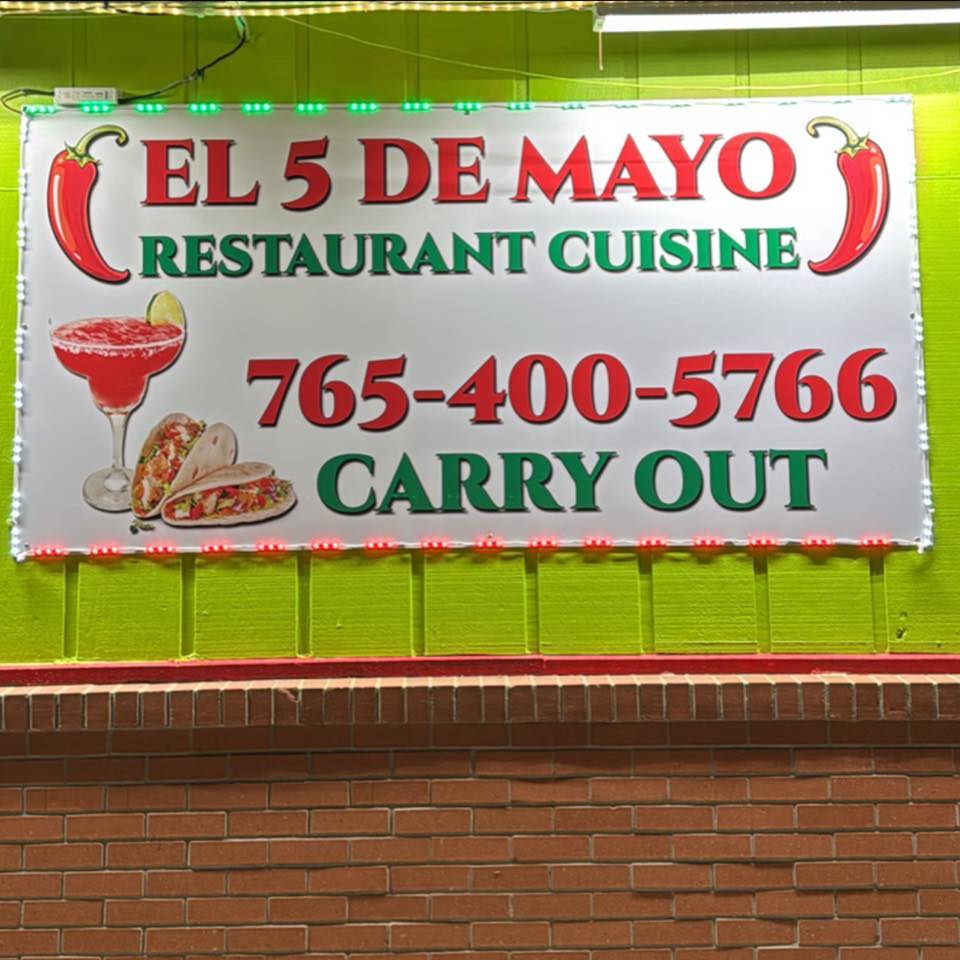 EL 5 DE MAYO
RESTAURANT CUISINE
765-400-5766
CARRY OUT